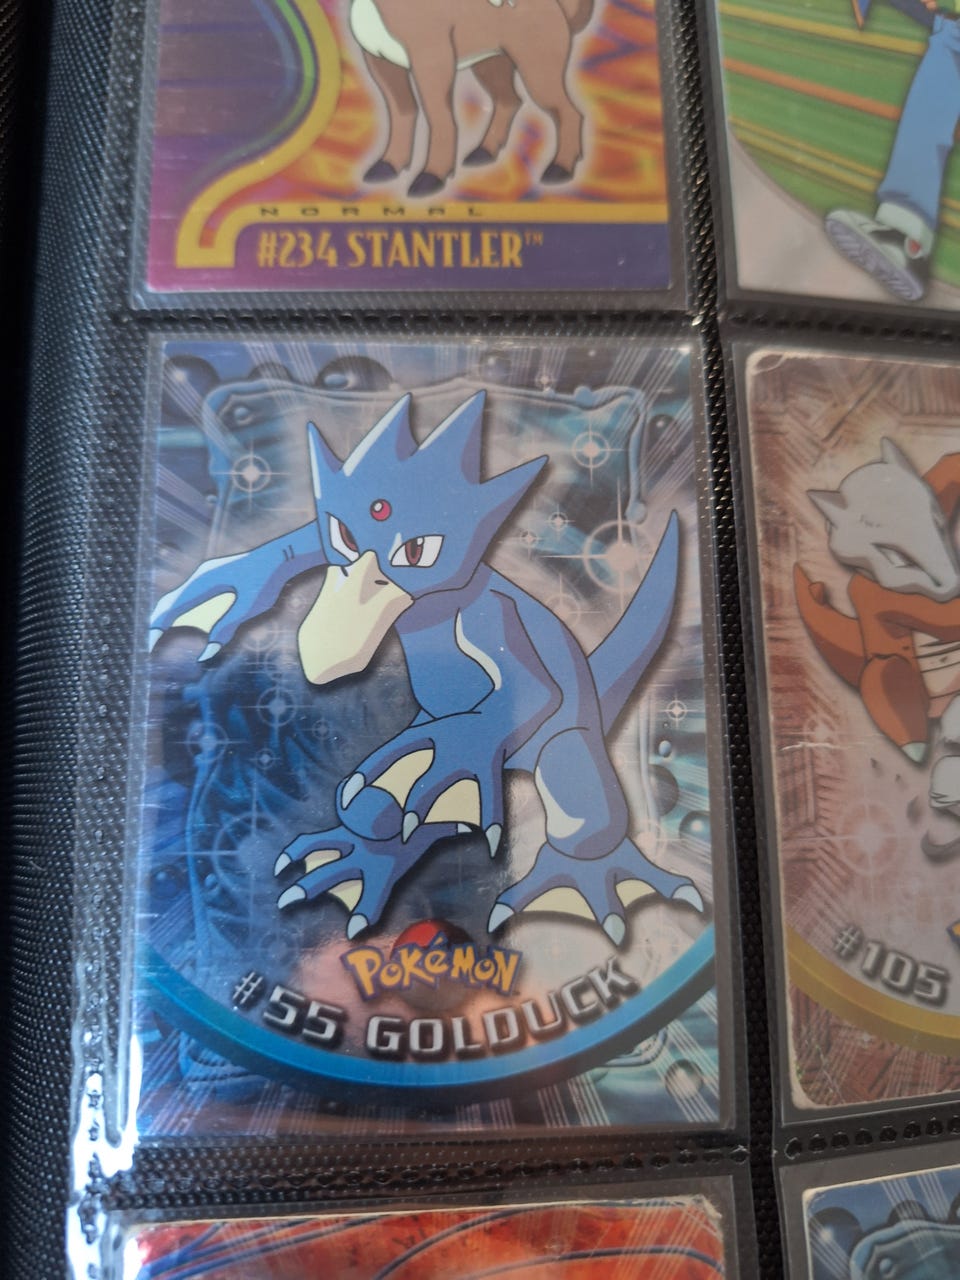 NORMAL
#234 STANTLER™
POKéMON
#55 GOLDUCK
#105